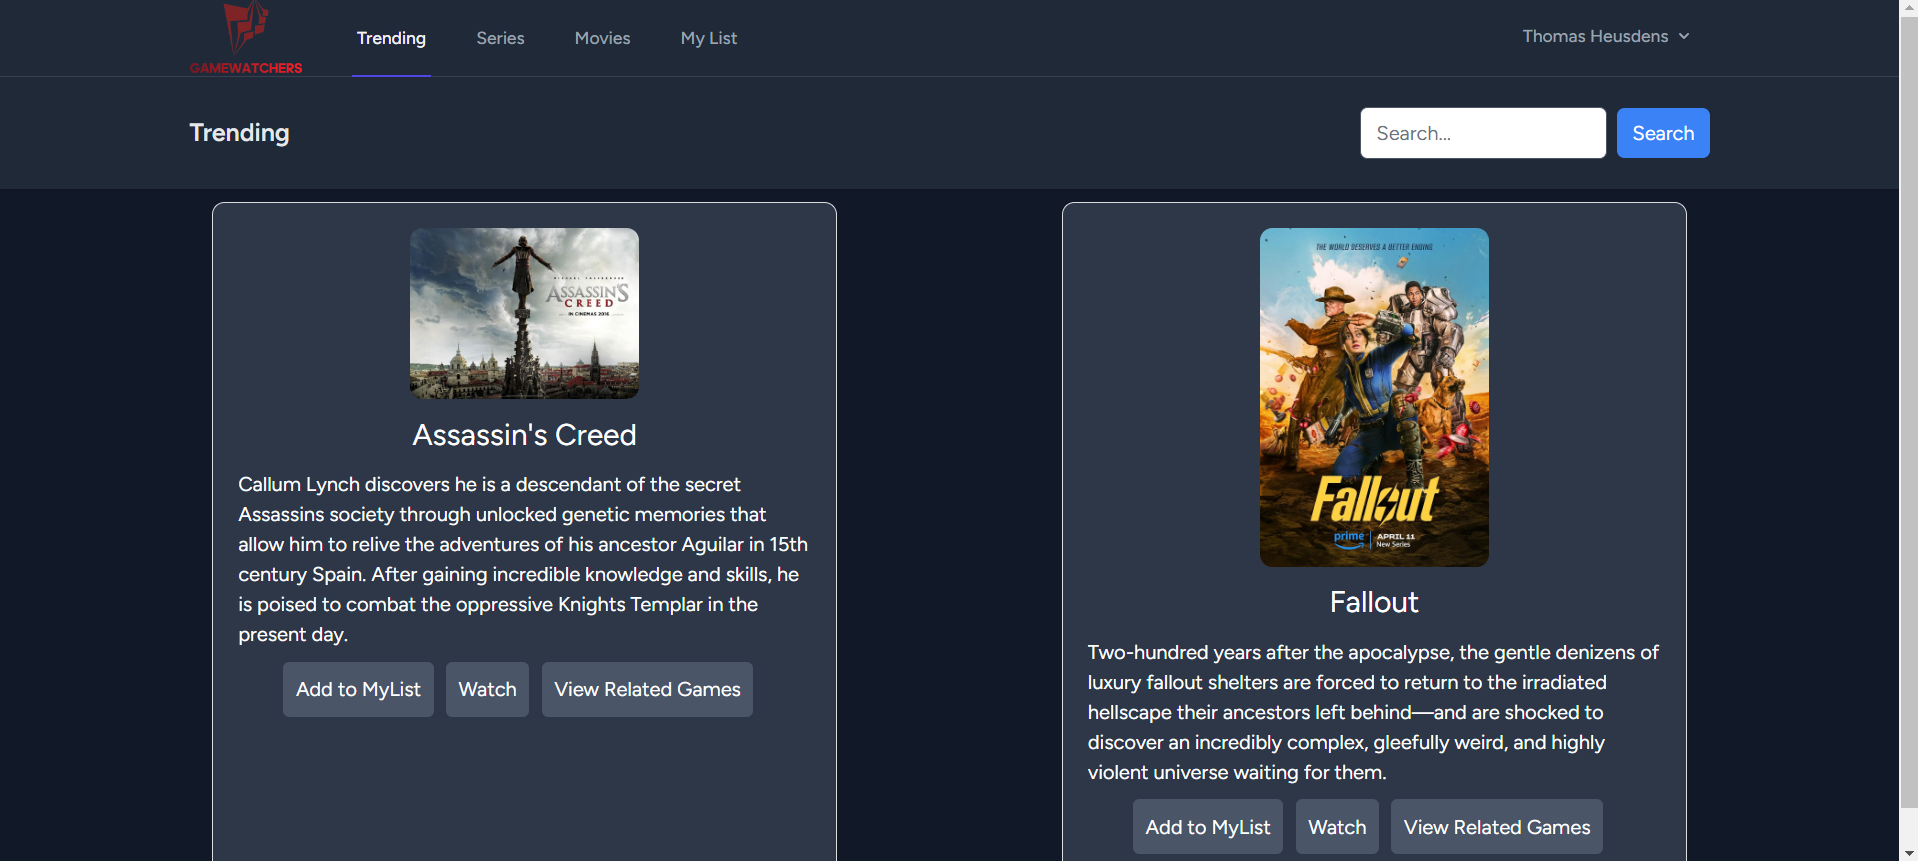 GAMEWATCHERS
Trending
Series
Movies
My List
Thomas Heusdens
Trending
Search...
Search
ASSASSIN'S
CREED
IN CINEMAS 2016
Assassin's Creed
Callum Lynch discovers he is a descendant of the secret
Assassins society through unlocked genetic memories that
allow him to relive the adventures of his ancestor Aguilar in 15th
century Spain. After gaining incredible knowledge and skills, he
is poised to combat the oppressive Knights Templar in the
present day.
Add to MyList
Watch
View Related Games
THE WORLD DESERVES A BETTER ENDING
Fallout
prime
APRIL 11
New Series
Fallout
Two-hundred years after the apocalypse, the gentle denizens of
luxury fallout shelters are forced to return to the irradiated
hellscape their ancestors left behind—and are shocked to
discover an incredibly complex, gleefully weird, and highly
violent universe waiting for them.
Add to MyList
Watch
View Related Games